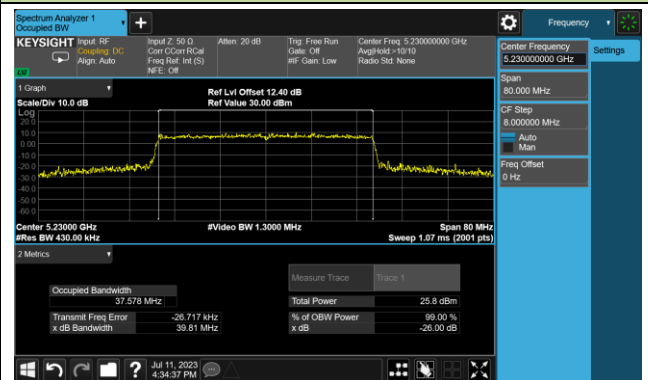 Spectrum Analyzer 1
Occupied BW
Frequency
KEYSIGHT
Input: RF
Coupling: DC
Align: Auto
Input Z: 50 Ω
Corr CCorr RCal
Freq Ref: Int (S)
NFE: Off
Atten: 20 dB
Trig: Free Run
Gate: Off
#IF Gain: Low
Center Freq: 5.230000000 GHz
Avg|Hold:>10/10
Radio Std: None
Center Frequency
5.230000000 GHz
Settings
Span
80.000 MHz
CF Step
8.000000 MHz
Auto
Man
Freq Offset
0 Hz
1 Graph
Scale/Div 10.0 dB
Ref Lvl Offset 12.40 dB
Ref Value 30.00 dBm
Log
20.0
10.0
0.00
-10.0
-20.0
-30.0
-40.0
-50.0
-60.0
Center 5.23000 GHz
#Res BW 430.00 kHz
#Video BW 1.3000 MHz
Span 80 MHz
Sweep 1.07 ms (2001 pts)
2 Metrics
Measure Trace
Trace 1
Occupied Bandwidth
37.578 MHz
Total Power
25.8 dBm
Transmit Freq Error
-26.717 kHz
% of OBW Power
99.00 %
x dB Bandwidth
39.81 MHz
x dB
-26.00 dB
Jul 11, 2023
4:34:37 PM